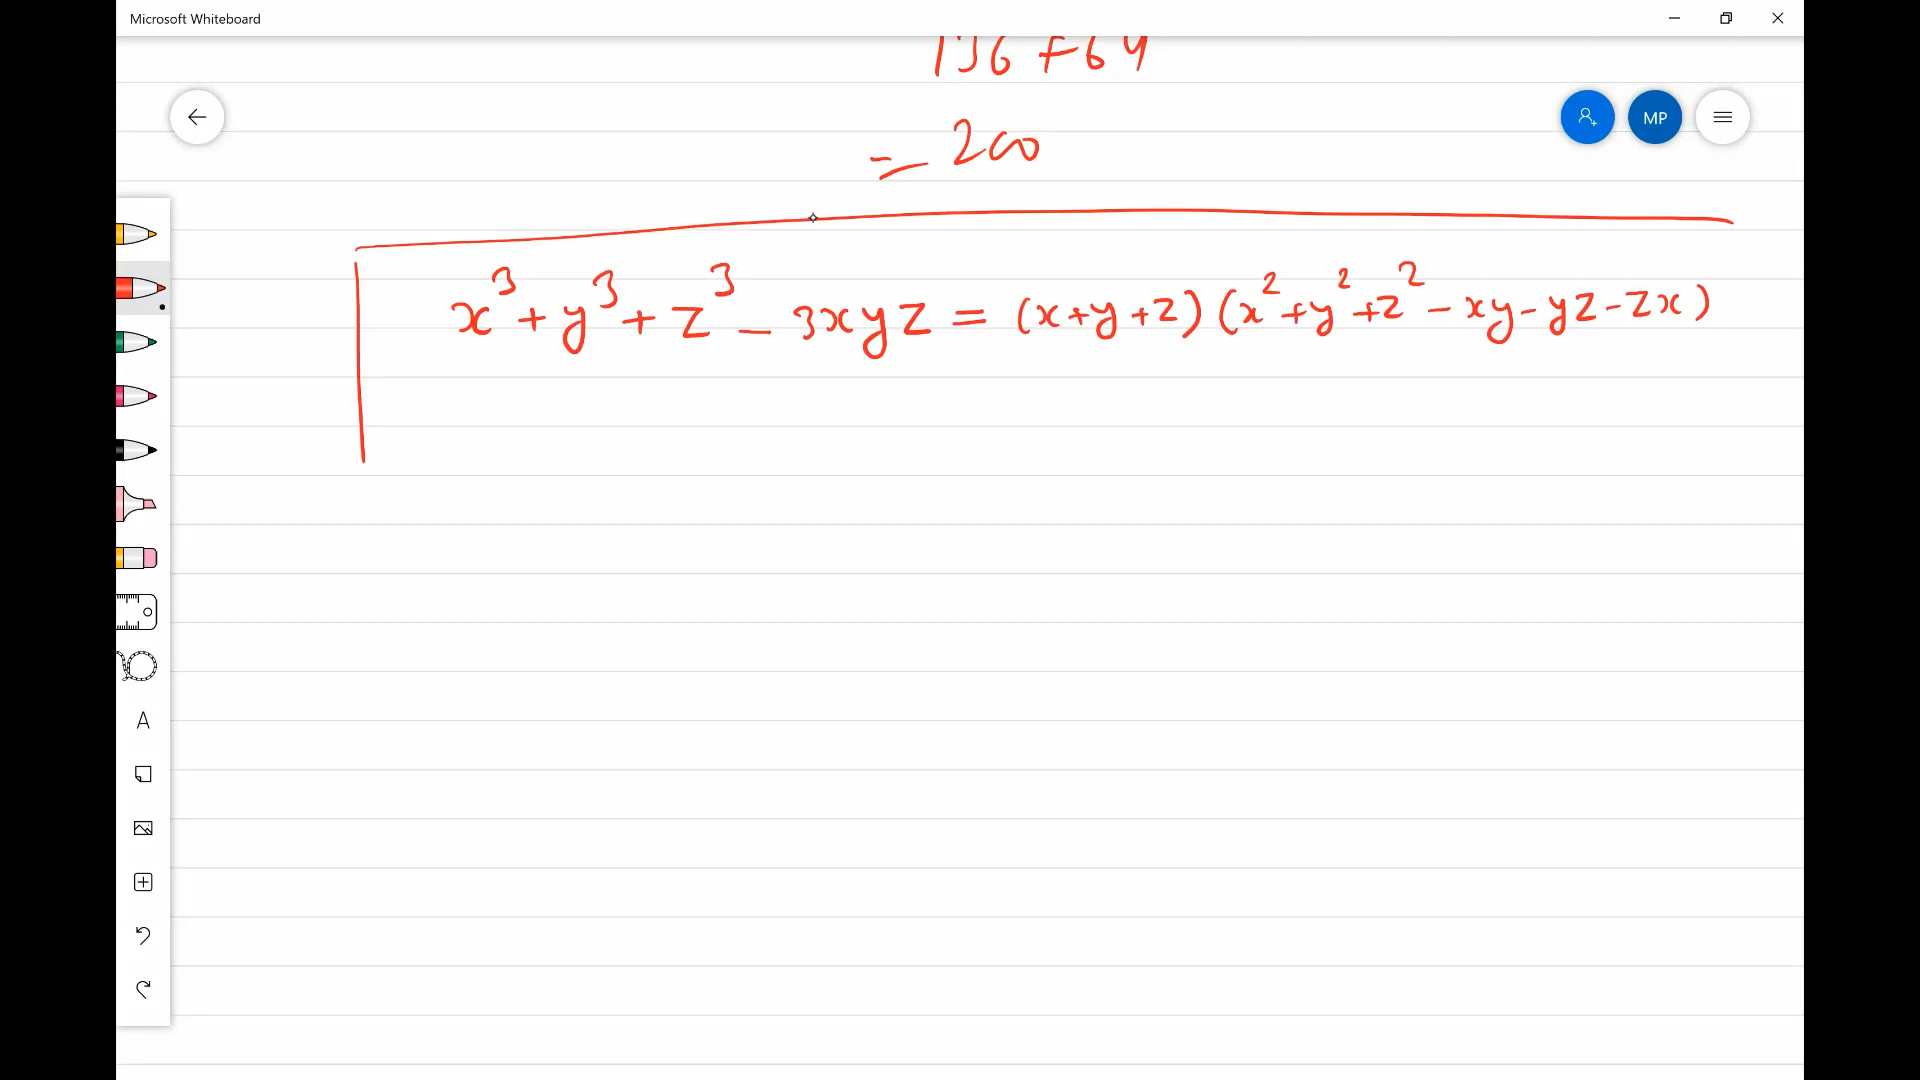 Microsoft Whiteboard
136 + 64
= 200
MP
x³ + y³ + z³ - 3xyz = (x+y+z)(x²+y²+z² - xy - yz - zx)
A